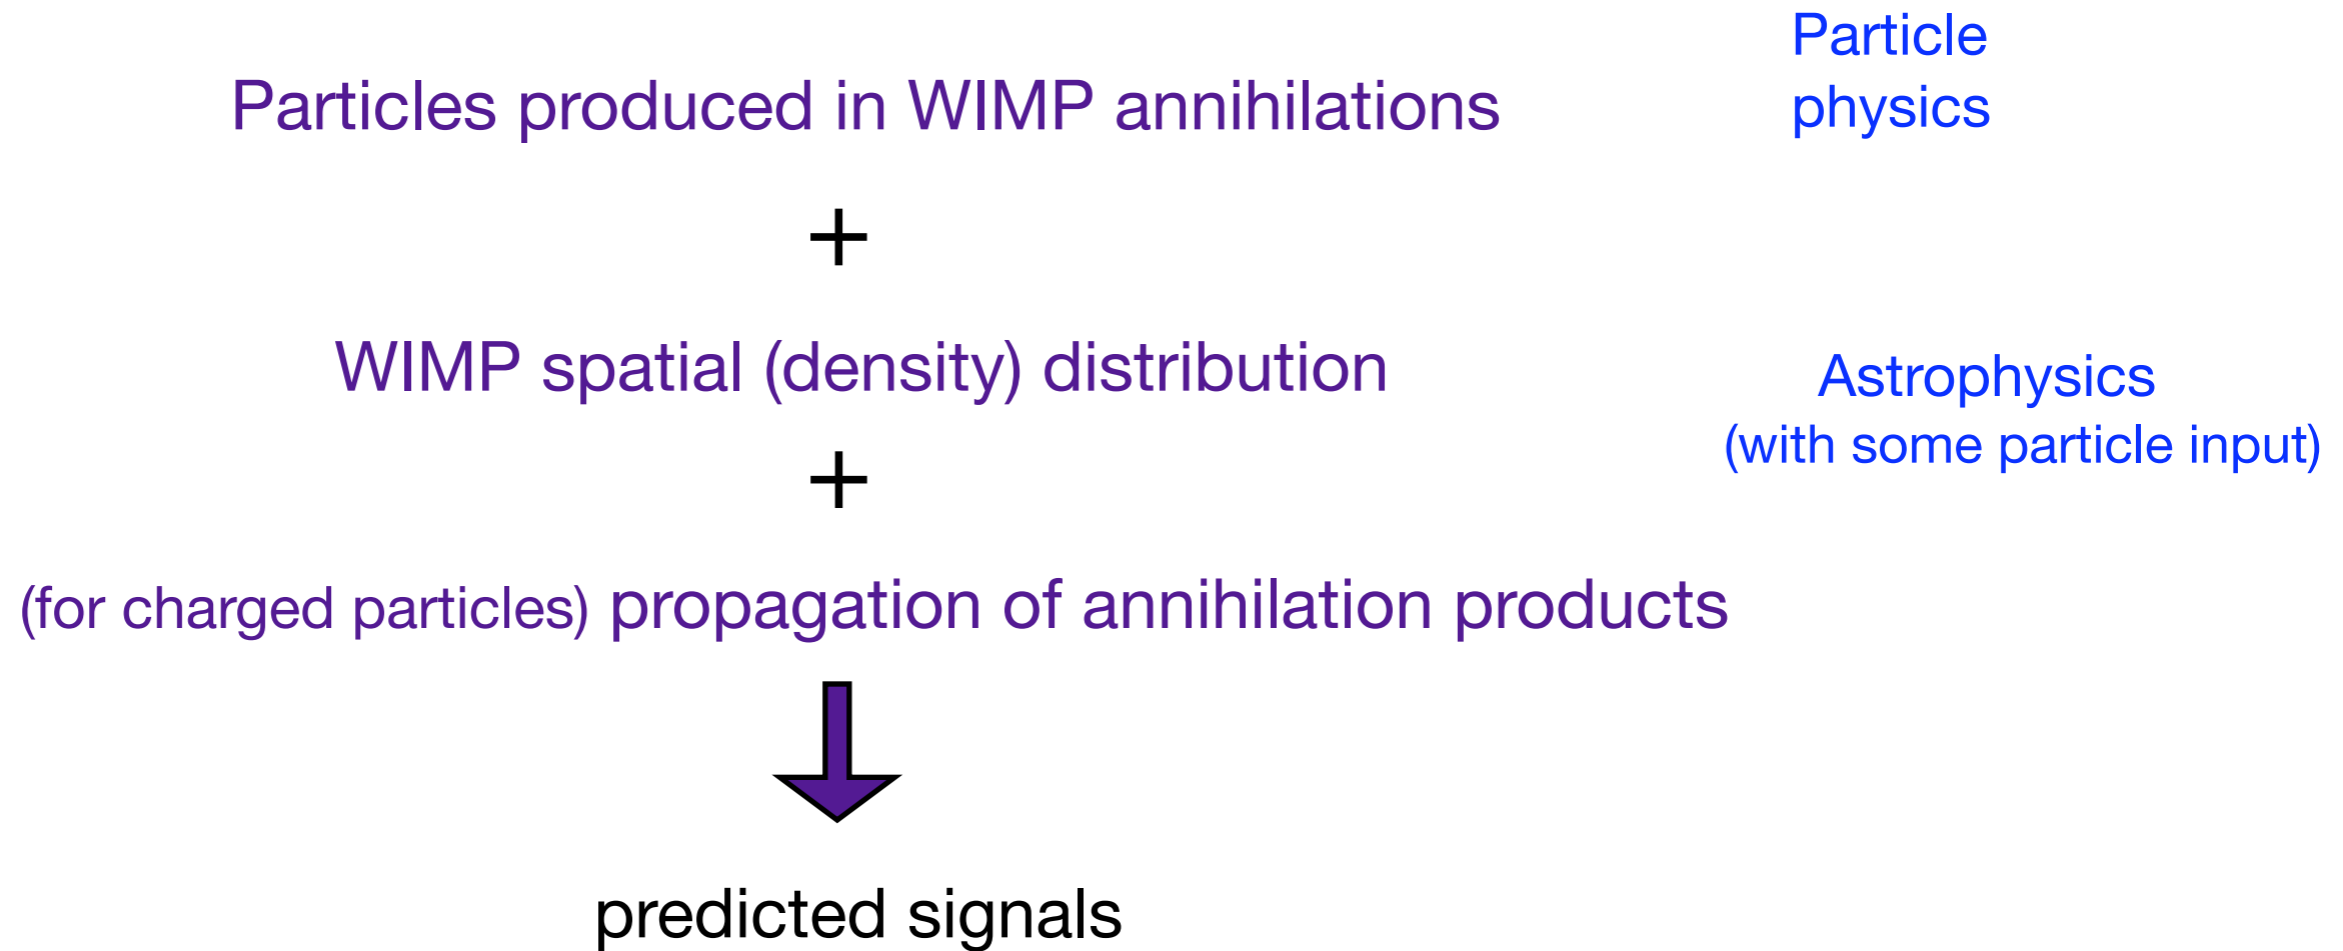 Particle
physics
Particles produced in WIMP annihilations
+
WIMP spatial (density) distribution
Astrophysics
(with some particle input)
+
(for charged particles) propagation of annihilation products
predicted signals